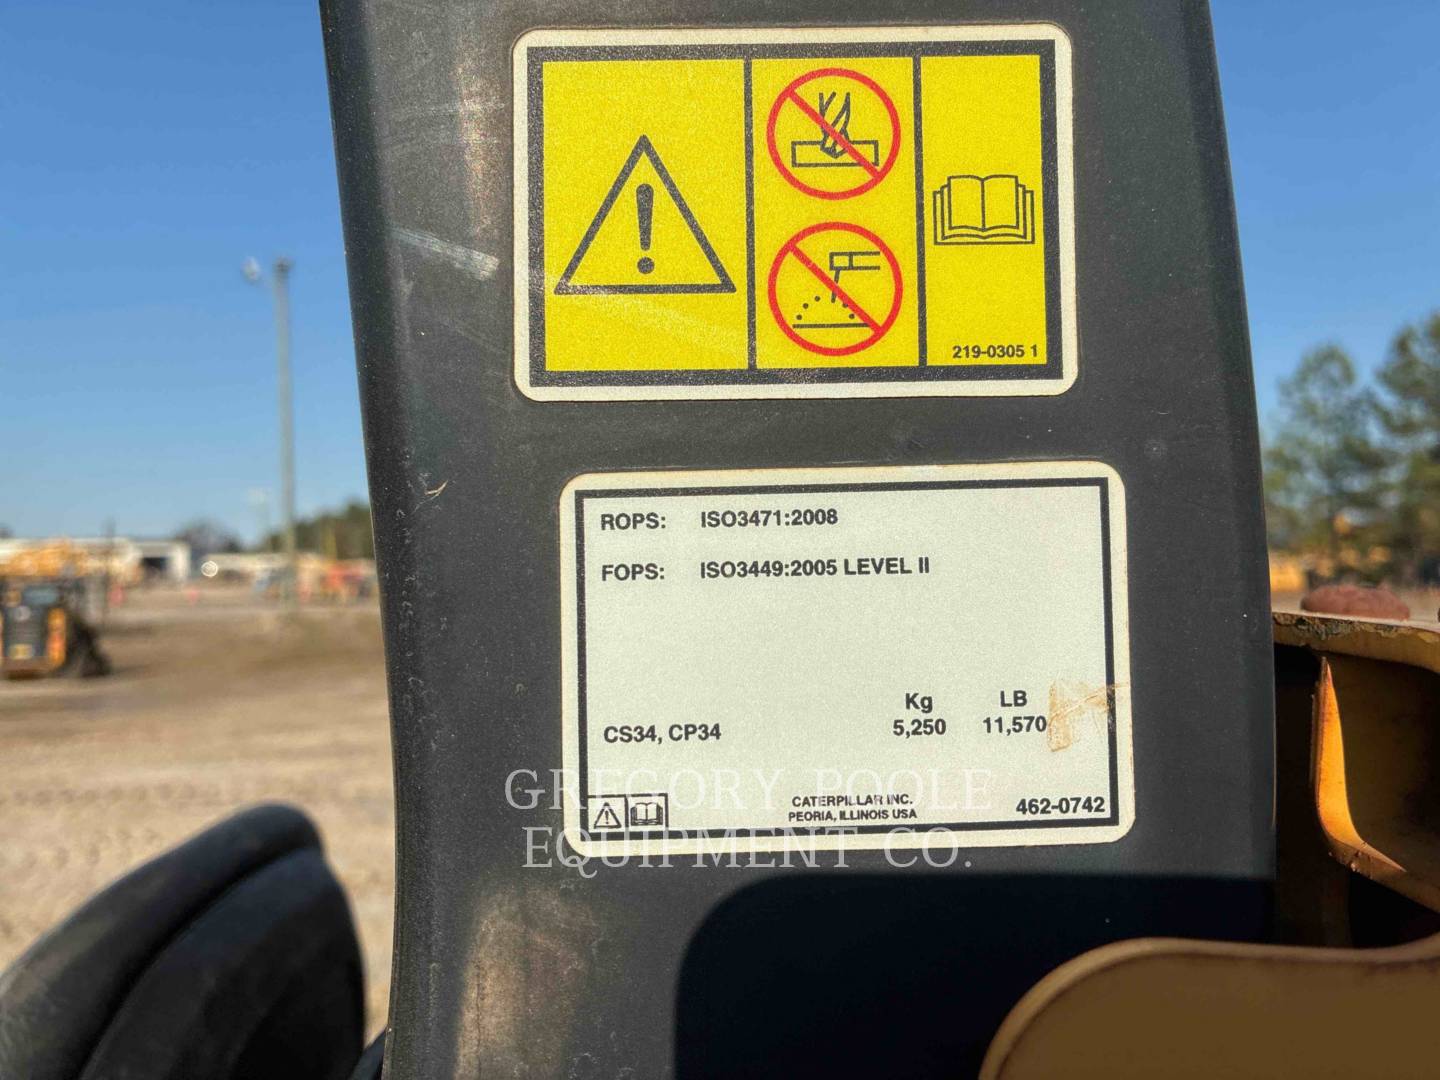 219-0305 1
ROPS: ISO3471:2008
FOPS: ISO3449:2005 LEVEL II
Kg LB
CS34, CP34 5,250 11,570
CATERPILLAR INC.
PEORIA, ILLINOIS USA
462-0742
GREGORY POOLE
EQUIPMENT CO.